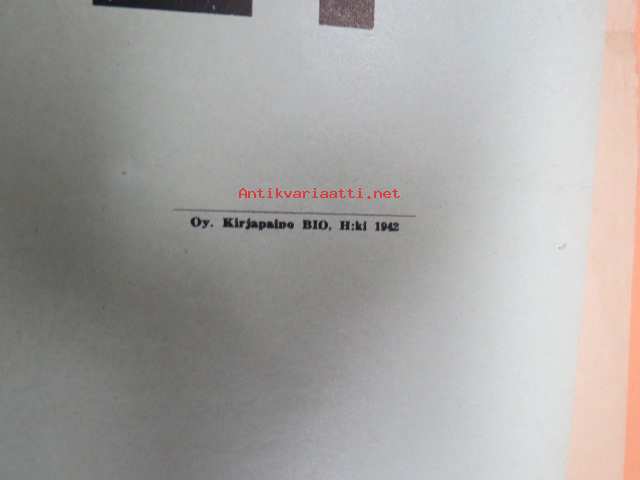 Antikvariaatti.net
Oy. Kirjapaino BIO, H:ki 1942